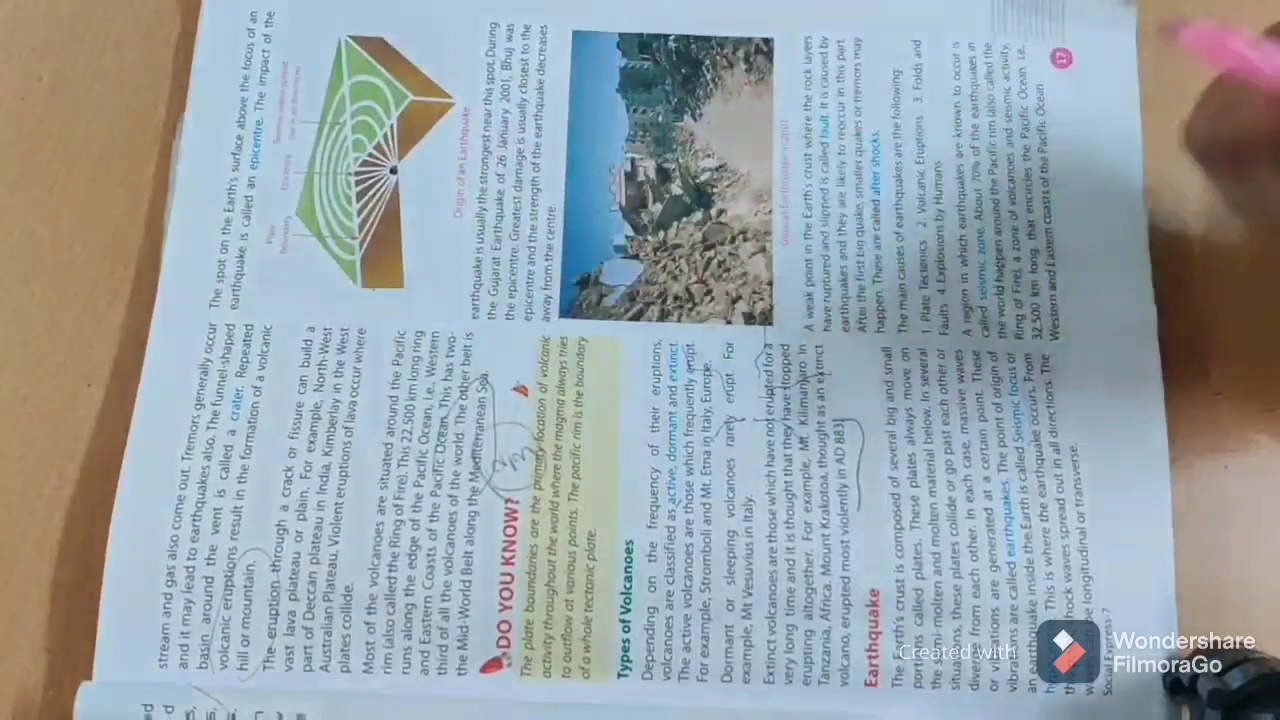 stream and gas also come out. Tremors generally occur
and it may lead to earthquakes also. The funnel-shaped
basin around the vent is called a crater. Repeated
volcanic eruptions result in the formation of a volcanic
hill or mountain.
The eruption through a crack or fissure can build a
vast lava plateau or plain. For example, North-West
part of Deccan plateau in India, Kimberlay in the West
Australian Plateau. Violent eruptions of lava occur where
plates collide.
Most of the volcanoes are situated around the Pacific
rim (also called the Ring of Fire). This 22,500 km long ring
runs along the edge of the Pacific Ocean, i.e., Western
and Eastern Coasts of the Pacific Ocean. This has two-
third of all the volcanoes of the world. The other belt is
the Mid-World Belt along the Mediterranean Sea.
DO YOU KNOW?
The plate boundaries are the primary location of volcanic
activity throughout the world where the magma always tries
to outflow at various points. The pacific rim is the boundary
of a whole tectonic plate.
Types of Volcanoes
Depending on the frequency of their eruptions,
volcanoes are classified as active, dormant and extinct.
The active volcanoes are those which frequently erupt.
For example, Stromboli and Mt. Etna in Italy, Europe.
Dormant or sleeping volcanoes rarely erupt. For
example, Mt Vesuvius in Italy.
Extinct volcanoes are those which have not erupted for a
very long time and it is thought that they have stopped
erupting altogether. For example, Mt. Kilimanjaro in
Tanzania, Africa. Mount Krakotoa, thought as an extinct
volcano, erupted most violently in AD 883.
Earthquake
The Earth's crust is composed of several big and small
portions called plates. These plates always move on
the semi-molten and molten material below. In several
situations, these plates collide or go past each other or
divert from each other. In each case, massive waves
or vibrations are generated at a certain point. These
vibrations are called earthquakes. The point of origin of
an earthquake inside the Earth is called Seismic focus or
This is where the earthquake occurs. From
hock waves spread out in all directions. The
be longitudinal or transverse.
The spot on the Earth's surface above the focus of an
earthquake is called an epicentre. The impact of the
Plate
boundary
Epicentre
Origin of an Earthquake
earthquake is usually the strongest near this spot. During
the Gujarat Earthquake of 26 January 2001, Bhuj was
the epicentre. Greatest damage is usually closest to the
epicentre and the strength of the earthquake decreases
away from the centre.
Gujarat Earthquake in 2001
A weak point in the Earth's crust where the rock layers
have ruptured and slipped is called fault. It is caused by
earthquakes and they are likely to reoccur in this part.
After the first big quake, smaller quakes or tremors may
happen. These are called after shocks.
The main causes of earthquakes are the following:
1. Plate Tectonics 2. Volcanic Eruptions 3. Folds and
Faults 4. Explosions by Humans
A region in which earthquakes are known to occur is
called seismic zone. About 70% of the earthquakes in
the world happen around the Pacific rim (also called the
Ring of Fire), a zone of volcanoes and seismic activity,
32,500 km long, that encircles the Pacific Ocean, i.e.
Western and Eastern coasts of the Pacific Ocean.
17
Created with
Wondershare
FilmoraGo